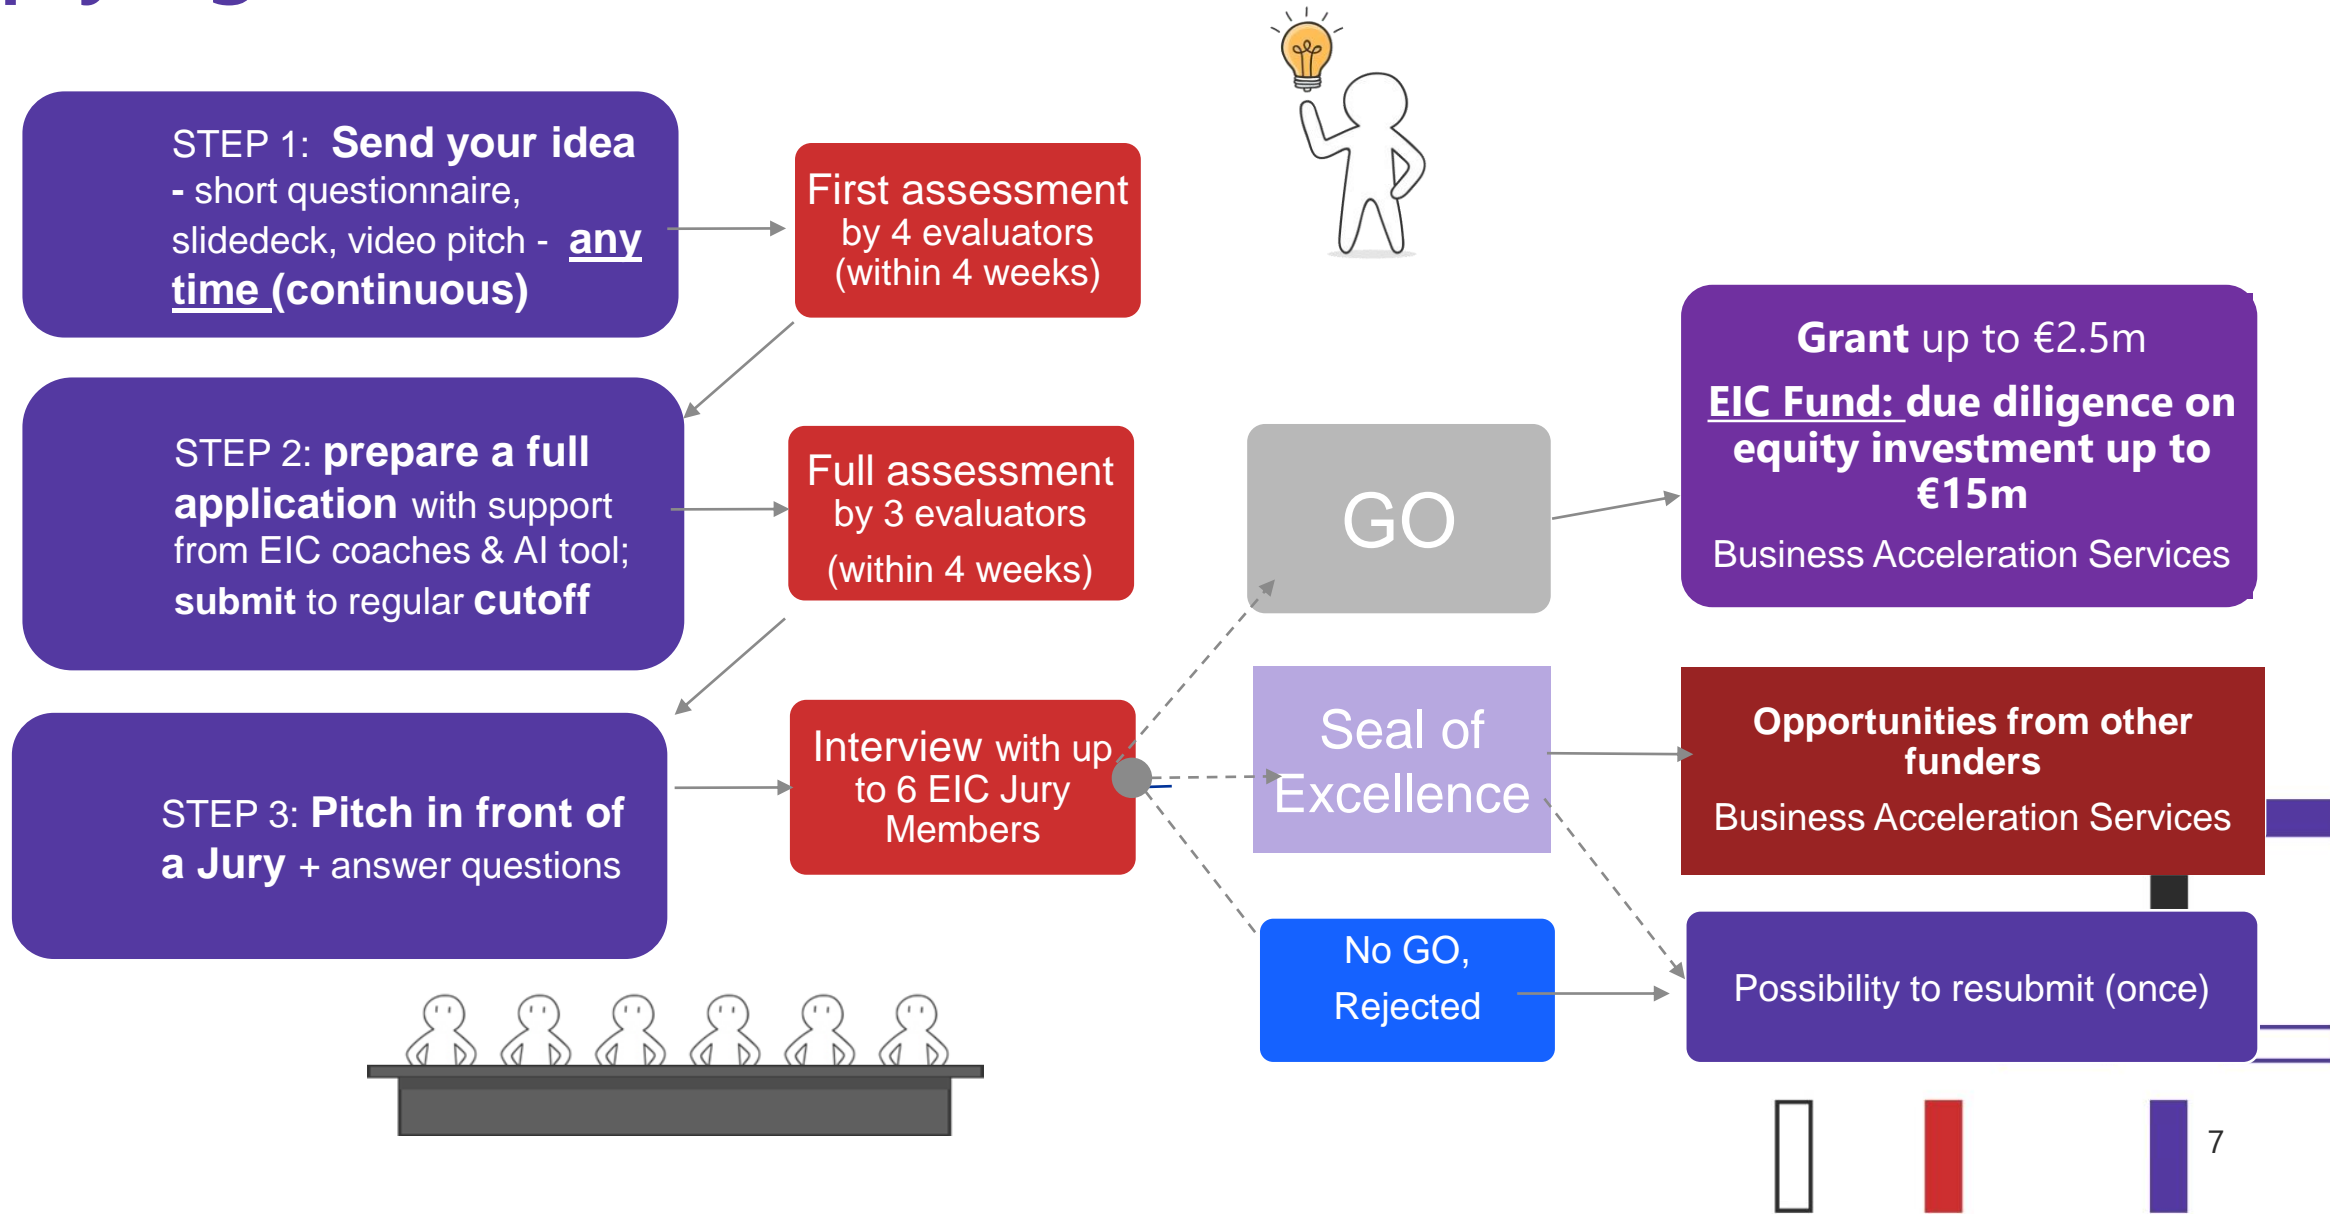 STEP 1: Send your idea
- short questionnaire,
slidedeck, video pitch - any
time (continuous)
First assessment
by 4 evaluators
(within 4 weeks)
STEP 2: prepare a full
application with support
from EIC coaches & AI tool;
submit to regular cutoff
Full assessment
by 3 evaluators
(within 4 weeks)
STEP 3: Pitch in front of
a Jury + answer questions
Interview with up
to 6 EIC Jury
Members
GO
Grant up to €2.5m
EIC Fund: due diligence on
equity investment up to
€15m
Business Acceleration Services
Seal of
Excellence
Opportunities from other
funders
Business Acceleration Services
No GO,
Rejected
Possibility to resubmit (once)
7